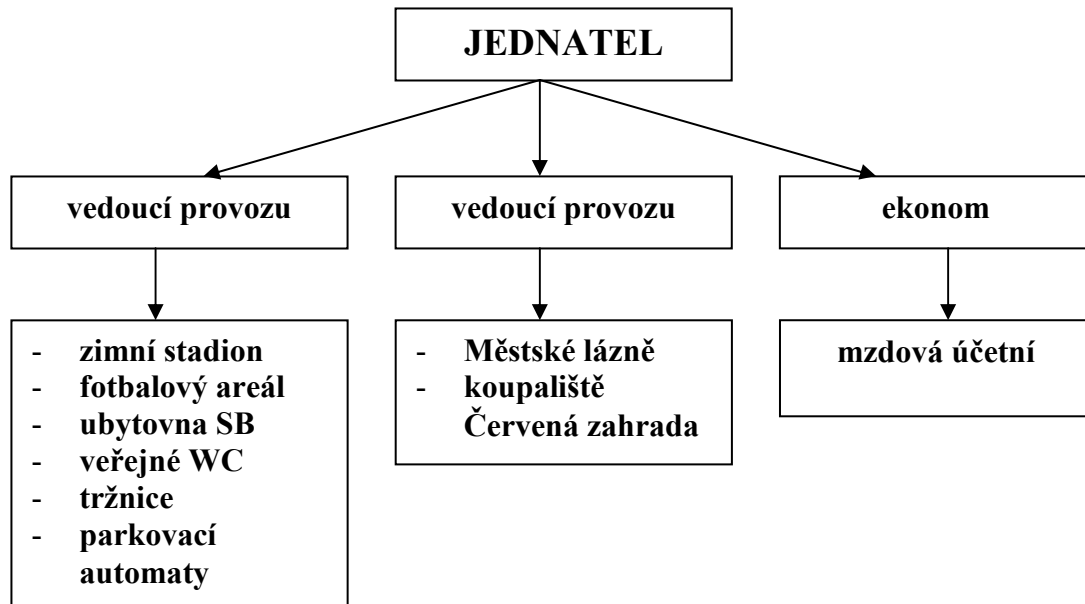 JEDNATEL
vedoucí provozu
vedoucí provozu
ekonom
- zimní stadion
- fotbalový areál
- ubytovna SB
- veřejné WC
- tržnice
- parkovací
automaty
- Městské lázně
- koupaliště
Červená zahrada
mzdová účetní